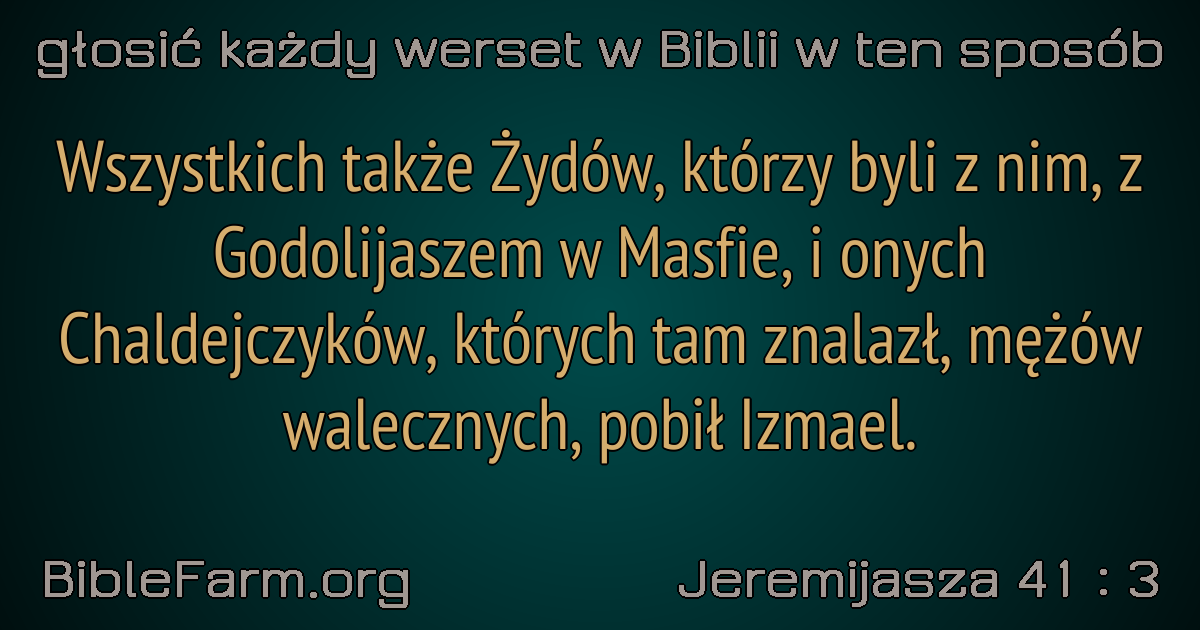 głosić każdy werset w Biblii w ten sposób
Wszystkich także Żydów, którzy byli z nim, z
Godolijaszem w Masfie, i onych
Chaldejczyków, których tam znalazł, mężów
walecznych, pobił Izmael.
BibleFarm.org
Jeremijasza 41 : 3